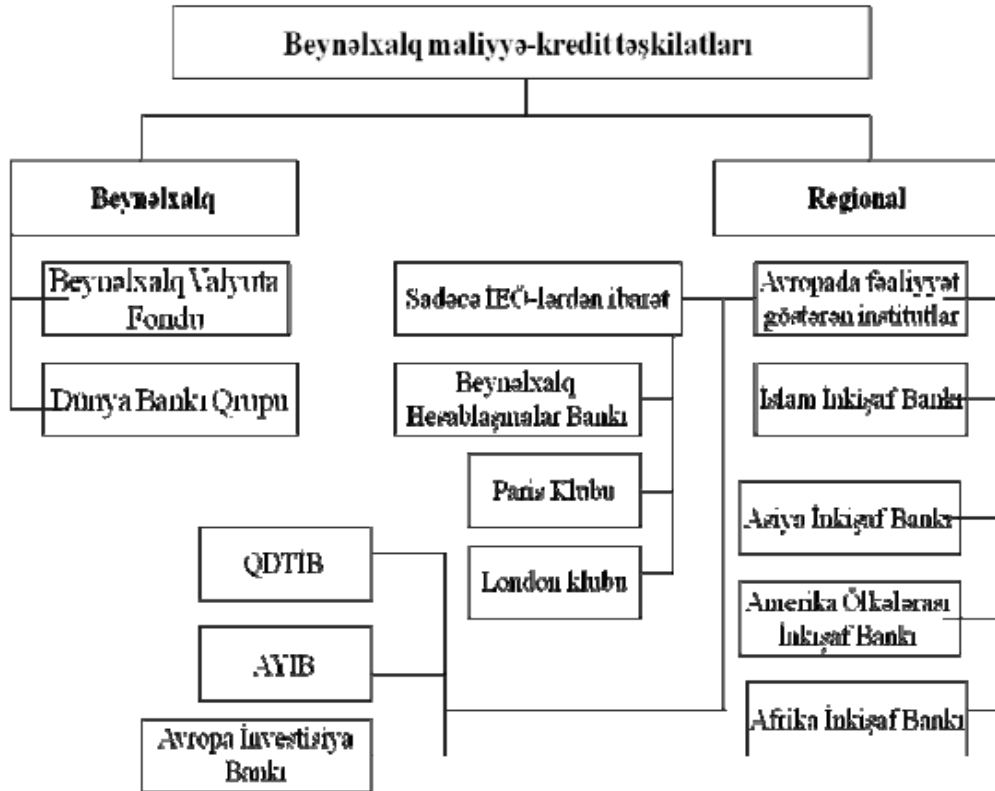 Beynəlxalq maliyyə-kredit təşkilatları
Beynəlxalq
Regional
Beynəlxalq Valyuta
Fondu
Dünya Bankı Qrupu
Sadəcə İEÖ-lərdən ibarət
Beynəlxalq
Hesablaşmalar Bankı
Paris Klubu
London klubu
Avropada fəaliyyət
göstərən institutlar
İslam İnkişaf Bankı
Asiya İnkişaf Bankı
Amerika Ölkələrası
İnkişaf Bankı
Afrika İnkişaf Bankı
QDTİB
AYIB
Avropa İnvestisiya
Bankı